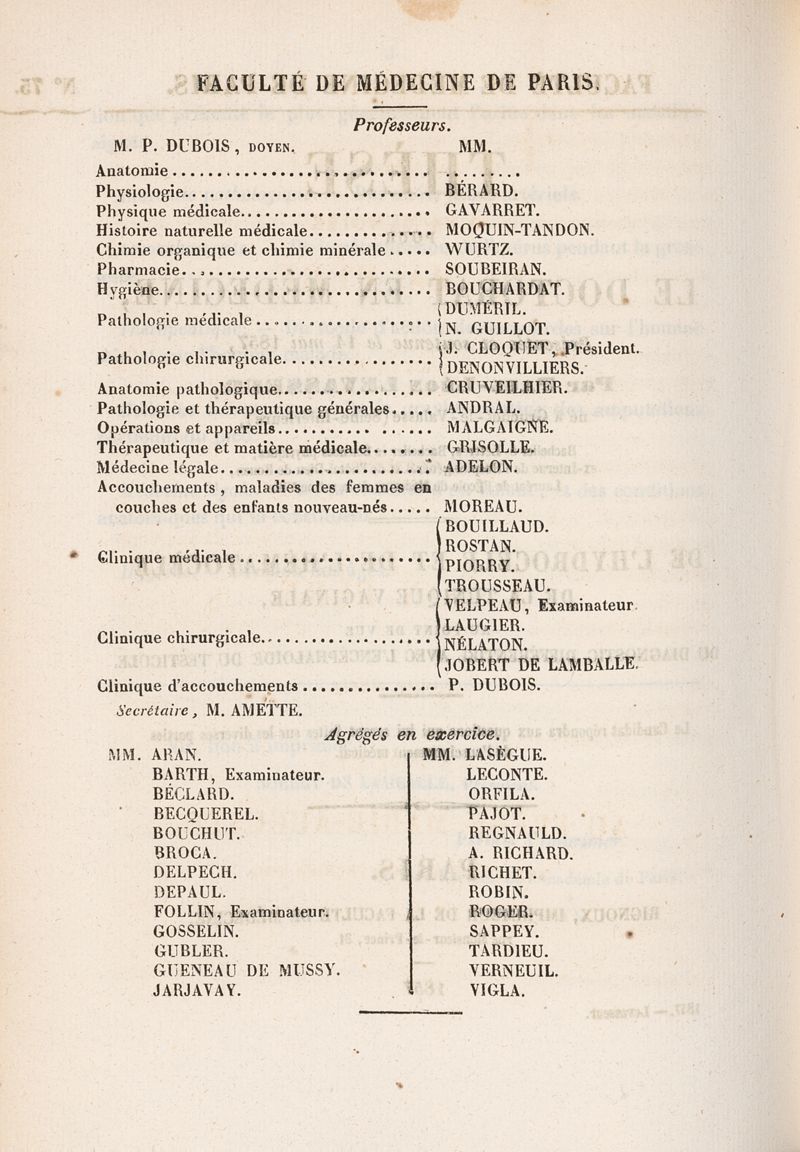 FACULTÉ DE MÉDECINE DE PARIS.
Professeurs.
M. P. DUBOIS, DOYEN. MM.
Anatomie .............................. .........
Physiologie............................. BÉRARD.
Physique médicale...................... GAVARRET.
Histoire naturelle médicale............... MOQUIN-TANDON.
Chimie organique et chimie minérale ..... WURTZ.
Pharmacie............................. SOUBEIRAN.
Hygiène................................ BOUCHARDAT.
Pathologie médicale ..................... { DUMÉRIL.
N. GUILLOT.
Pathologie chirurgicale.................. { J. CLOQUET, Président.
DENONVILLIERS.
Anatomie pathologique.................. CRUVEILHIER.
Pathologie et thérapeutique générales..... ANDRAL.
Opérations et appareils........... ...... MALGAIGNE.
Thérapeutique et matière médicale........ GRISOLLE.
Médecine légale......................... ADELON.
Accouchements, maladies des femmes en
couches et des enfants nouveau-nés..... MOREAU.
Clinique médicale ...................... { BOUILLAUD.
ROSTAN.
PIORRY.
TROUSSEAU.
Clinique chirurgicale.................... { VELPEAU, Examinateur.
LAUGIER.
NÉLATON.
JOBERT DE LAMBALLE.
Clinique d'accouchements ............... P. DUBOIS.
Secrétaire, M. AMETTE.
Agrégés en exercice.
MM. ARAN.
BARTH, Examinateur.
BÉCLARD.
BECQUEREL.
BOUCHUT.
BROCA.
DELPECH.
DEPAUL.
FOLLIN, Examinateur.
GOSSELIN.
GUBLER.
GUENEAU DE MUSSY.
JARJAVAY.
MM. LASÈGUE.
LECONTE.
ORFILA.
PAJOT.
REGNAULD.
A. RICHARD.
RICHET.
ROBIN.
ROGER.
SAPPEY.
TARDIEU.
VERNEUIL.
VIGLA.